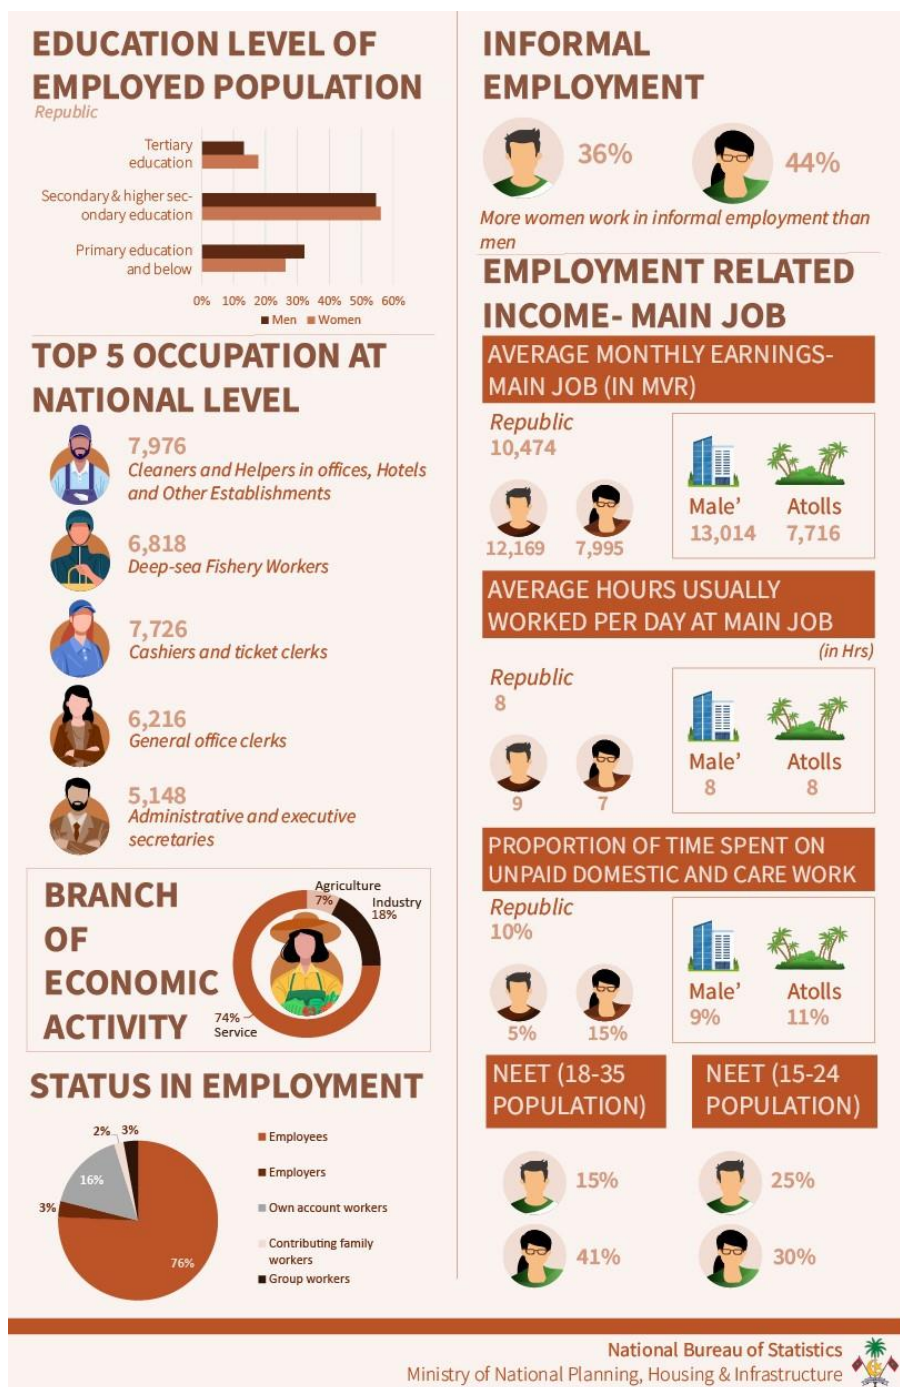 EDUCATION LEVEL OF
EMPLOYED POPULATION
Republic
Tertiary
education
Secondary & higher sec-
ondary education
Primary education
and below
0% 10% 20% 30% 40% 50% 60%
Men Women
TOP 5 OCCUPATION AT
NATIONAL LEVEL
7,976
Cleaners and Helpers in offices, Hotels
and Other Establishments
6,818
Deep-sea Fishery Workers
7,726
Cashiers and ticket clerks
6,216
General office clerks
5,148
Administrative and executive
secretaries
BRANCH
OF
ECONOMIC
ACTIVITY
Agriculture
7%
Industry
18%
74%
Service
STATUS IN EMPLOYMENT
2% 3%
16%
3%
76%
Employees
Employers
Own account workers
Contributing family
workers
Group workers
INFORMAL
EMPLOYMENT
36%
44%
More women work in informal employment than
men
EMPLOYMENT RELATED
INCOME- MAIN JOB
AVERAGE MONTHLY EARNINGS-
MAIN JOB (IN MVR)
Republic
10,474
12,169 7,995
Male’ Atolls
13,014 7,716
AVERAGE HOURS USUALLY
WORKED PER DAY AT MAIN JOB
(in Hrs)
Republic
8
9 7
Male’ Atolls
8 8
PROPORTION OF TIME SPENT ON
UNPAID DOMESTIC AND CARE WORK
Republic
10%
5% 15%
Male’ Atolls
9% 11%
NEET (18-35
POPULATION)
15%
41%
NEET (15-24
POPULATION)
25%
30%
National Bureau of Statistics
Ministry of National Planning, Housing & Infrastructure